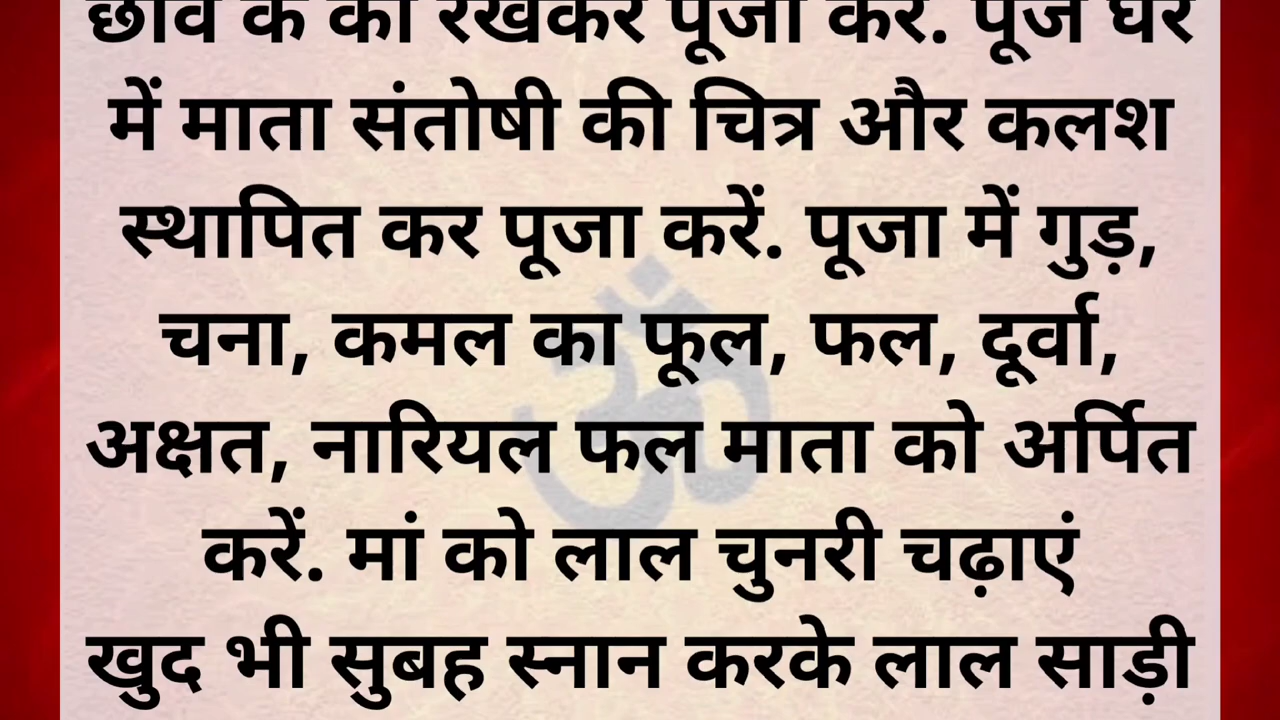 छवि के को रखकर पूजा करें. पूजे घर
में माता संतोषी की चित्र और कलश
स्थापित कर पूजा करें. पूजा में गुड़,
चना, कमल का फूल, फल, दूर्वा,
अक्षत, नारियल फल माता को अर्पित
करें. मां को लाल चुनरी चढ़ाएं
खुद भी सुबह स्नान करके लाल साड़ी